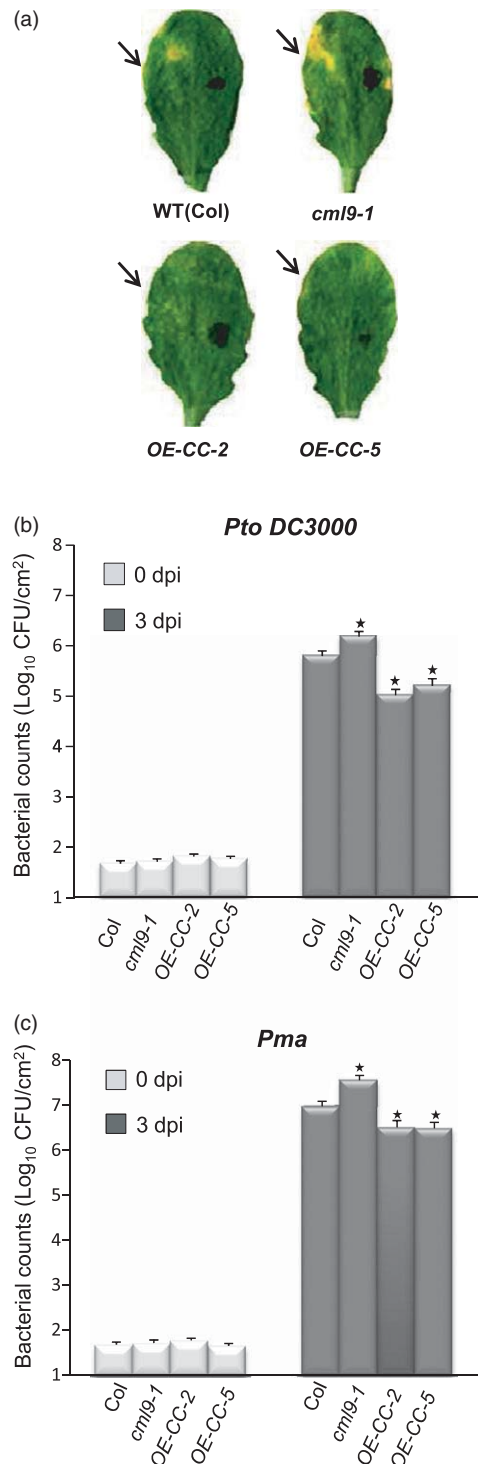 (a)
WT(Col) cml9-1
OE-CC-2 OE-CC-5
(b)
Pto DC3000
Bacterial counts (Log10 CFU/cm2)
8
7
6
5
4
3
2
1
0 dpi
3 dpi
★
★
★
Col
cml9-1
OE-CC-2
OE-CC-5
Col
cml9-1
OE-CC-2
OE-CC-5
(c)
Pma
Bacterial counts (Log10 CFU/cm2)
8
7
6
5
4
3
2
1
0 dpi
3 dpi
★
★
★
Col
cml9-1
OE-CC-2
OE-CC-5
Col
cml9-1
OE-CC-2
OE-CC-5